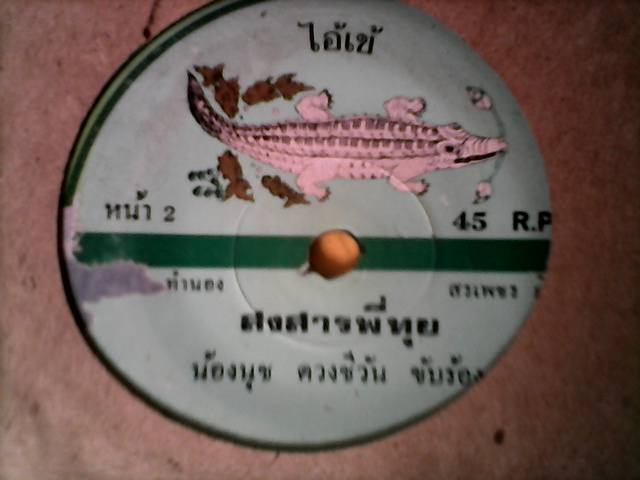 ไอ้เข้
หน้า 2
45 R.P
ทำนอง
สรเพชร
สงสารพี่ทุย
น้องนุช ดวงชีวัน ขับร้อง